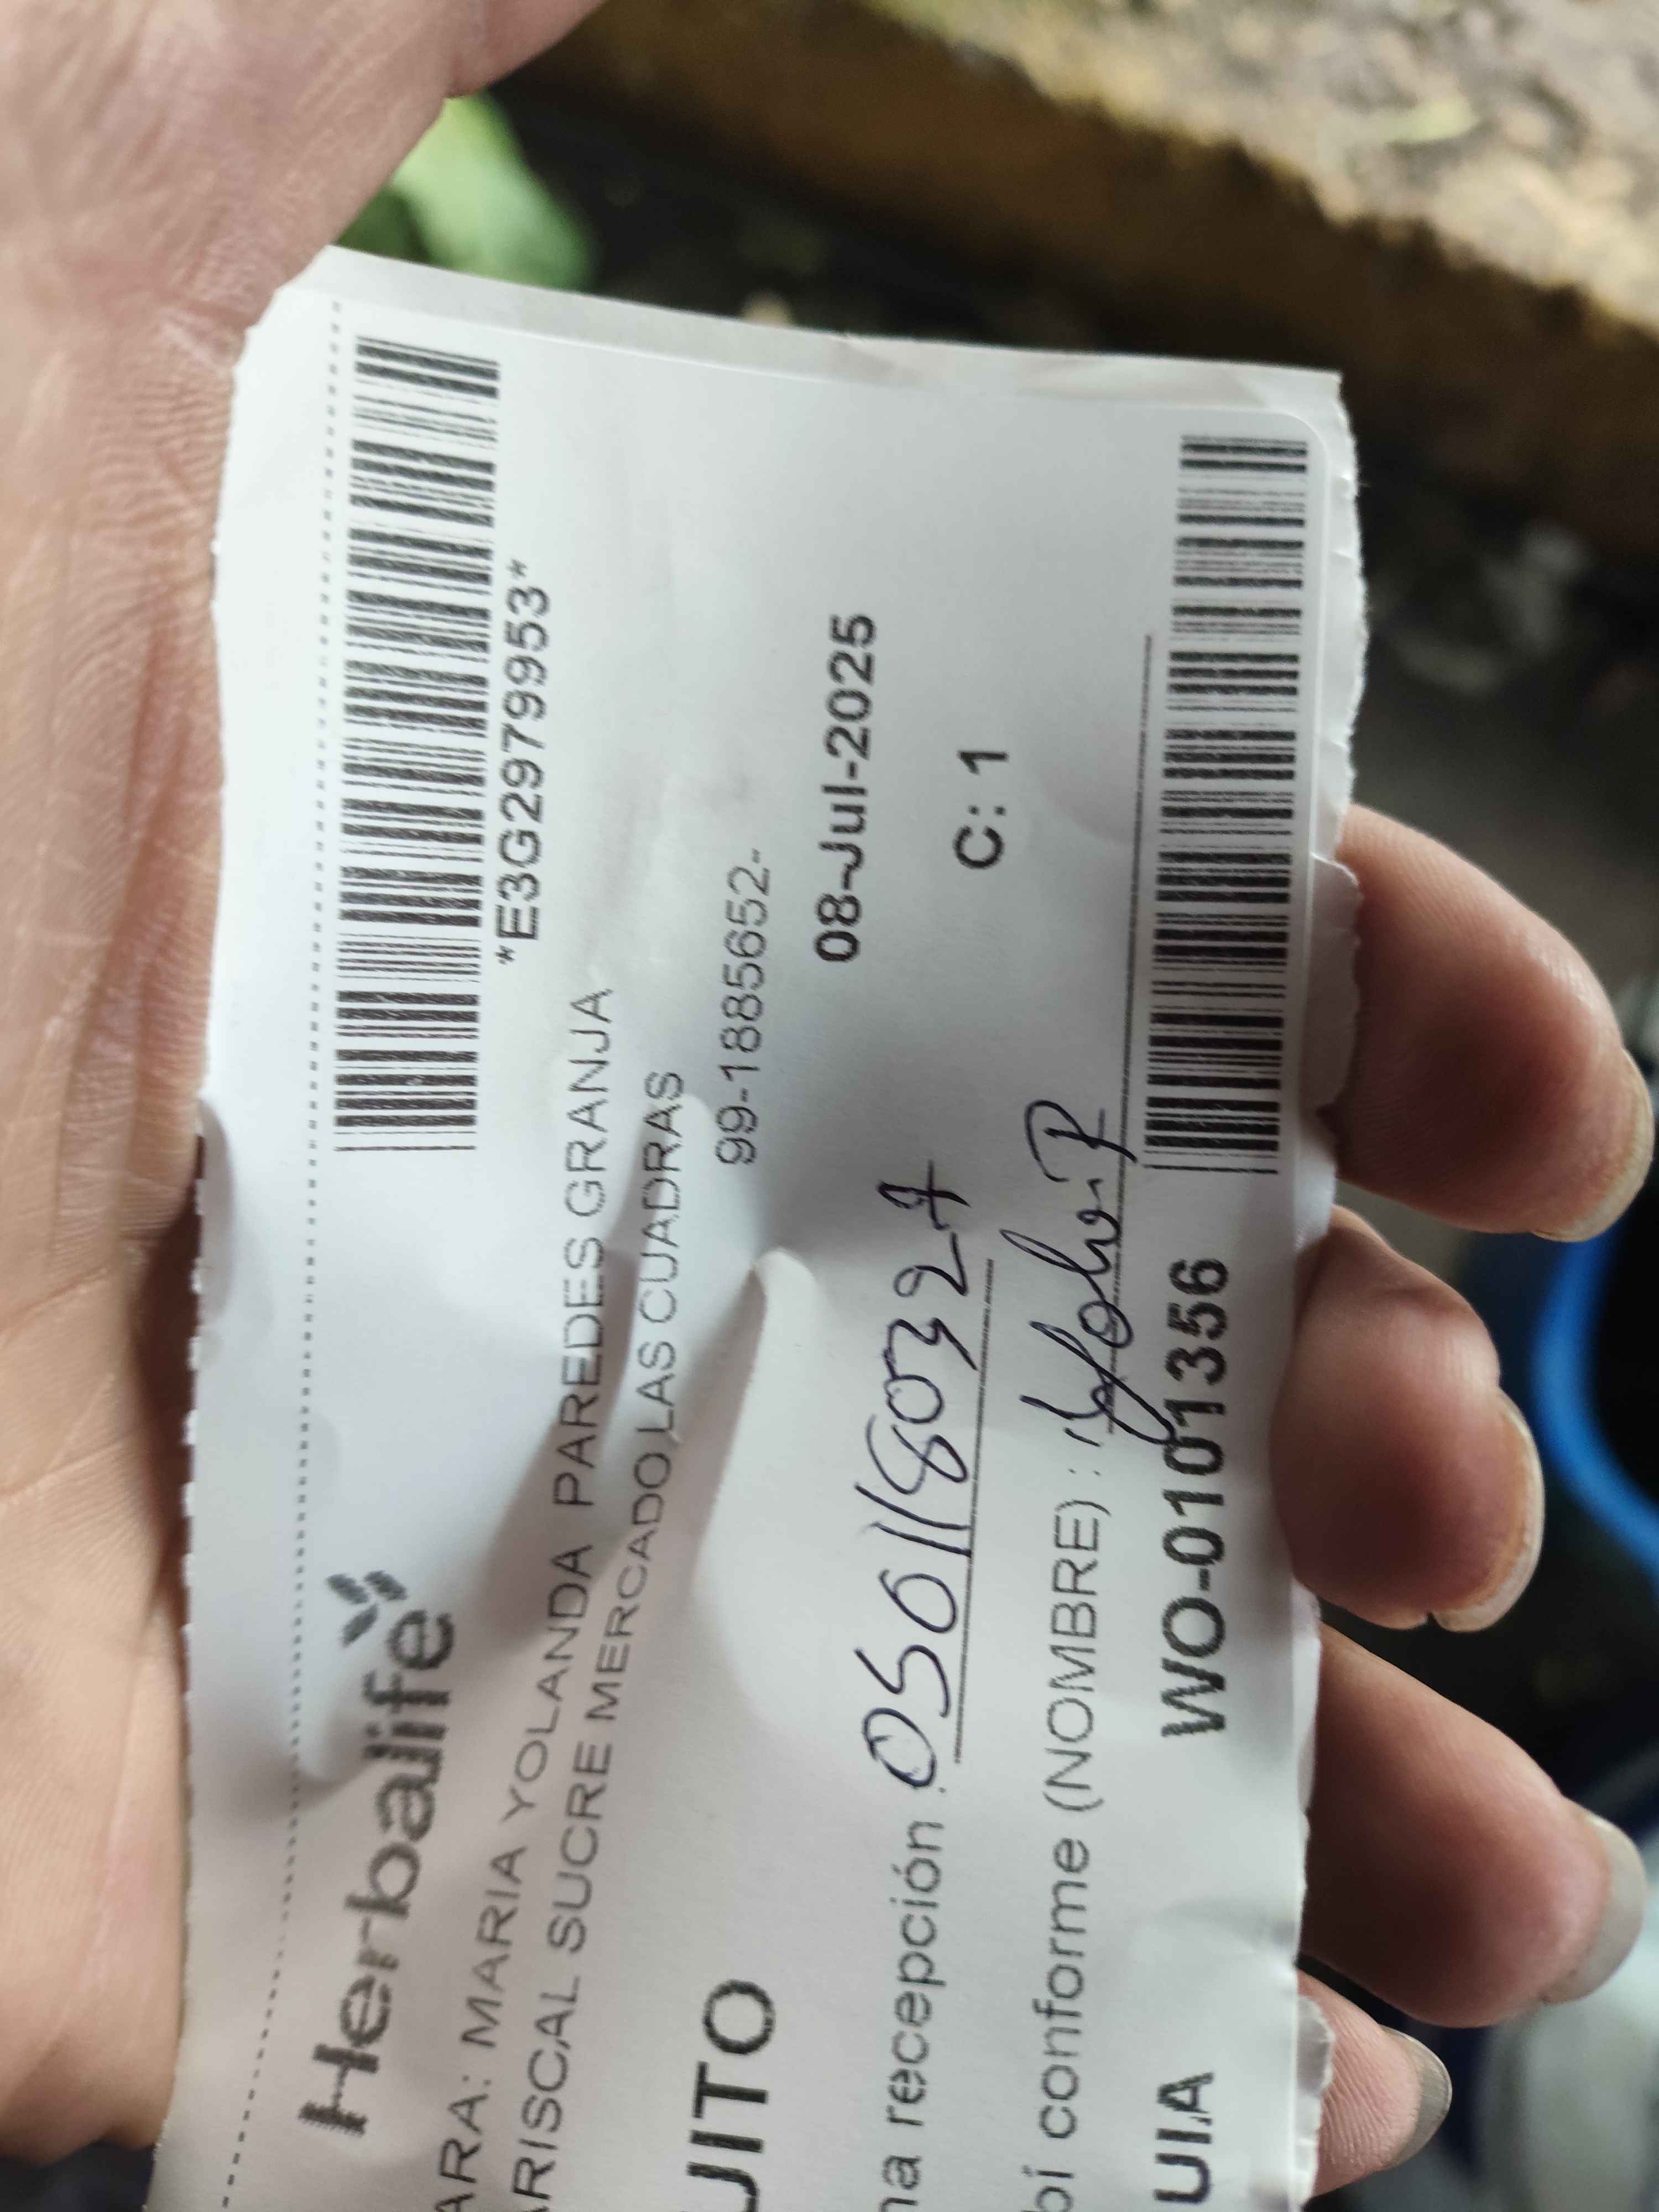 Herbalife
*E3G2979953*
ARA: MARIA YOLANDA PAREDES GRANJA
ARISCAL SUCRE MERCADO LAS CUADRAS
99-1885652-
UITO
08-Jul-2025
na recepción : 0501180327
C: 1
bí conforme (NOMBRE) :
UIA WO-0101356